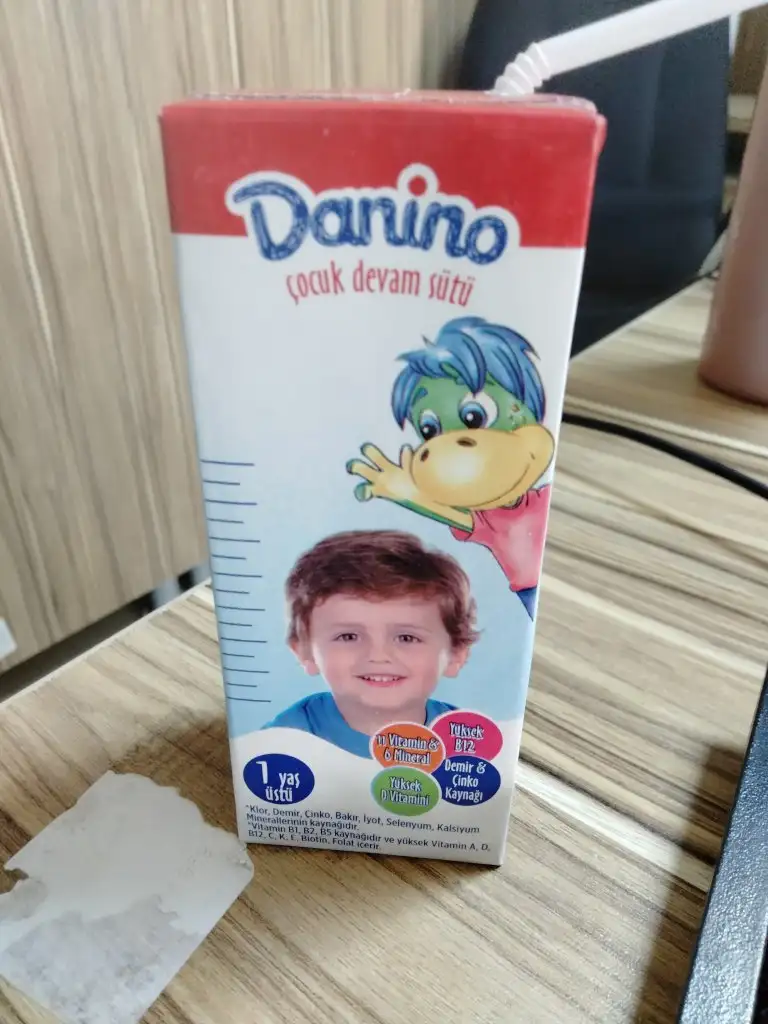 Danino
çocuk devam sütü
11 Vitamin &
6 Mineral
Yüksek
B12
Yüksek
D Vitamini
Demir &
Çinko
Kaynağı
1 yaş
üstü
*Klor, Demir, Çinko, Bakır, İyot, Selenyum, Kalsiyum
Minerallerinin kaynağıdır.
*Vitamin B1, B2, B5 kaynağıdır ve yüksek Vitamin A, D,
B12, C, K, E, Biotin, Folat içerir.